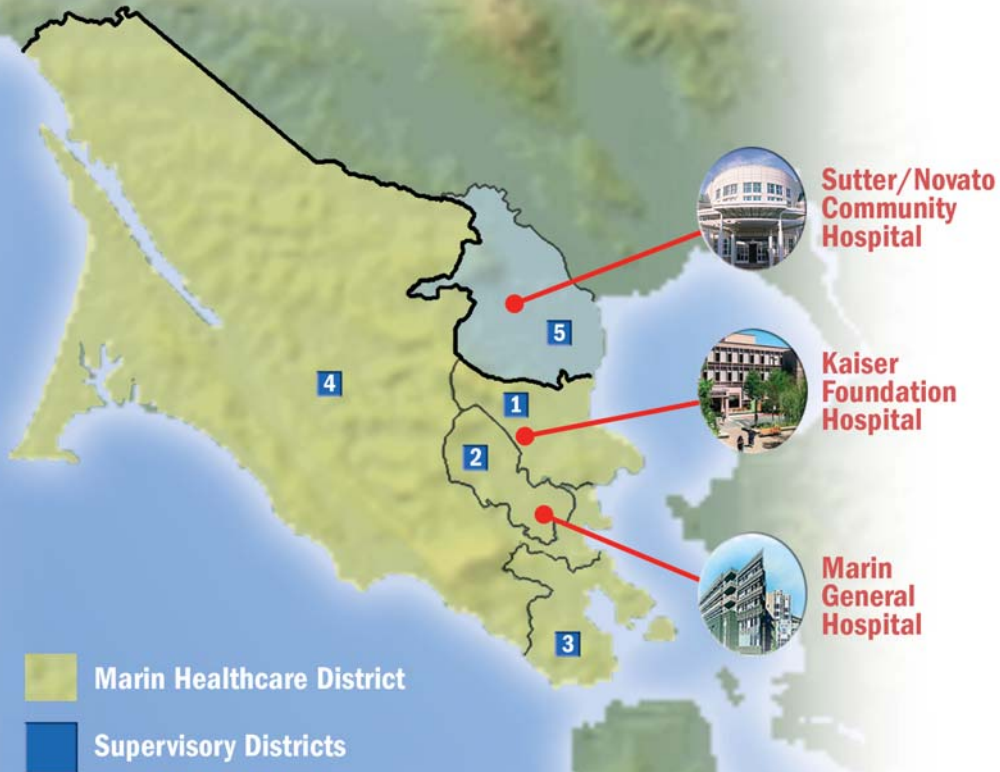 Sutter/Novato
Community
Hospital
5
4
1
Kaiser
Foundation
Hospital
2
Marin
General
Hospital
3
Marin Healthcare District
Supervisory Districts